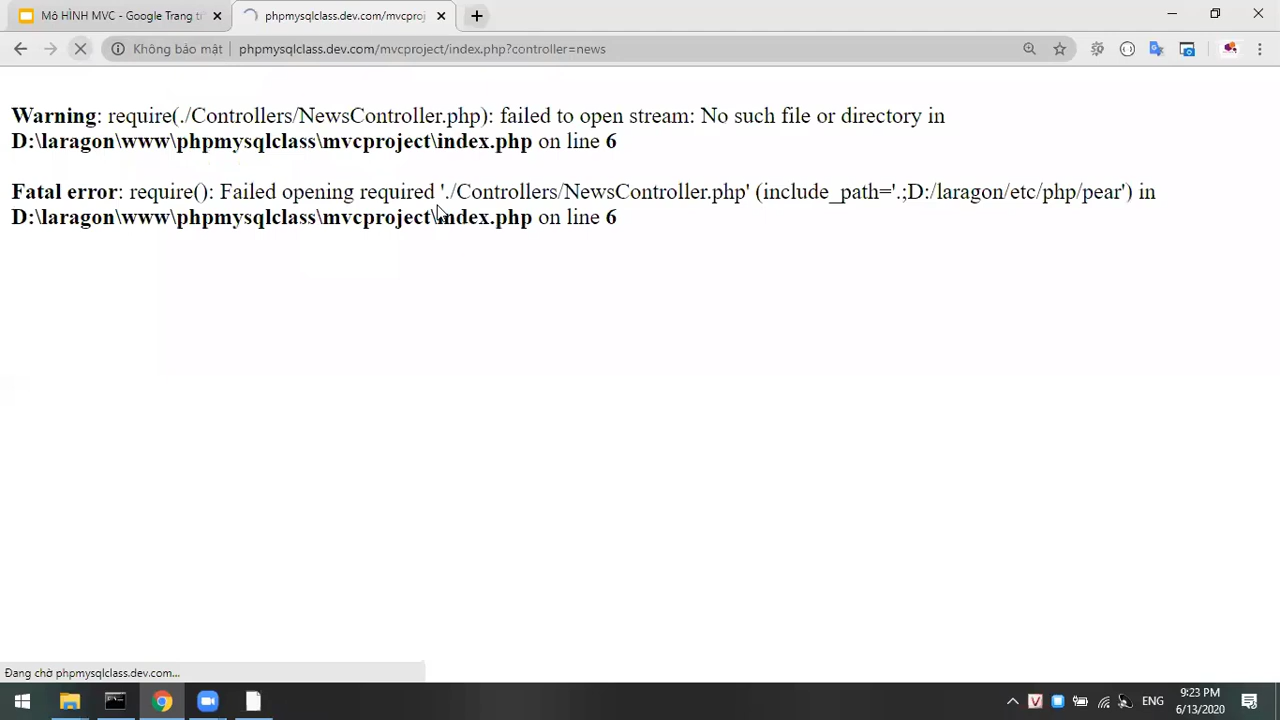 Mô HÌNH MVC - Google Trang tí
phpmysqlclass.dev.com/mvcproj
Không bảo mật
phpmysqlclass.dev.com/mvcproject/index.php?controller=news
Warning: require(./Controllers/NewsController.php): failed to open stream: No such file or directory in
D:\laragon\www\phpmysqlclass\mvcproject\index.php on line 6
Fatal error: require(): Failed opening required './Controllers/NewsController.php' (include_path='.;D:/laragon/etc/php/pear') in
D:\laragon\www\phpmysqlclass\mvcproject\index.php on line 6
Đang chờ phpmysqlclass.dev.com...
ENG
9:23 PM
6/13/2020